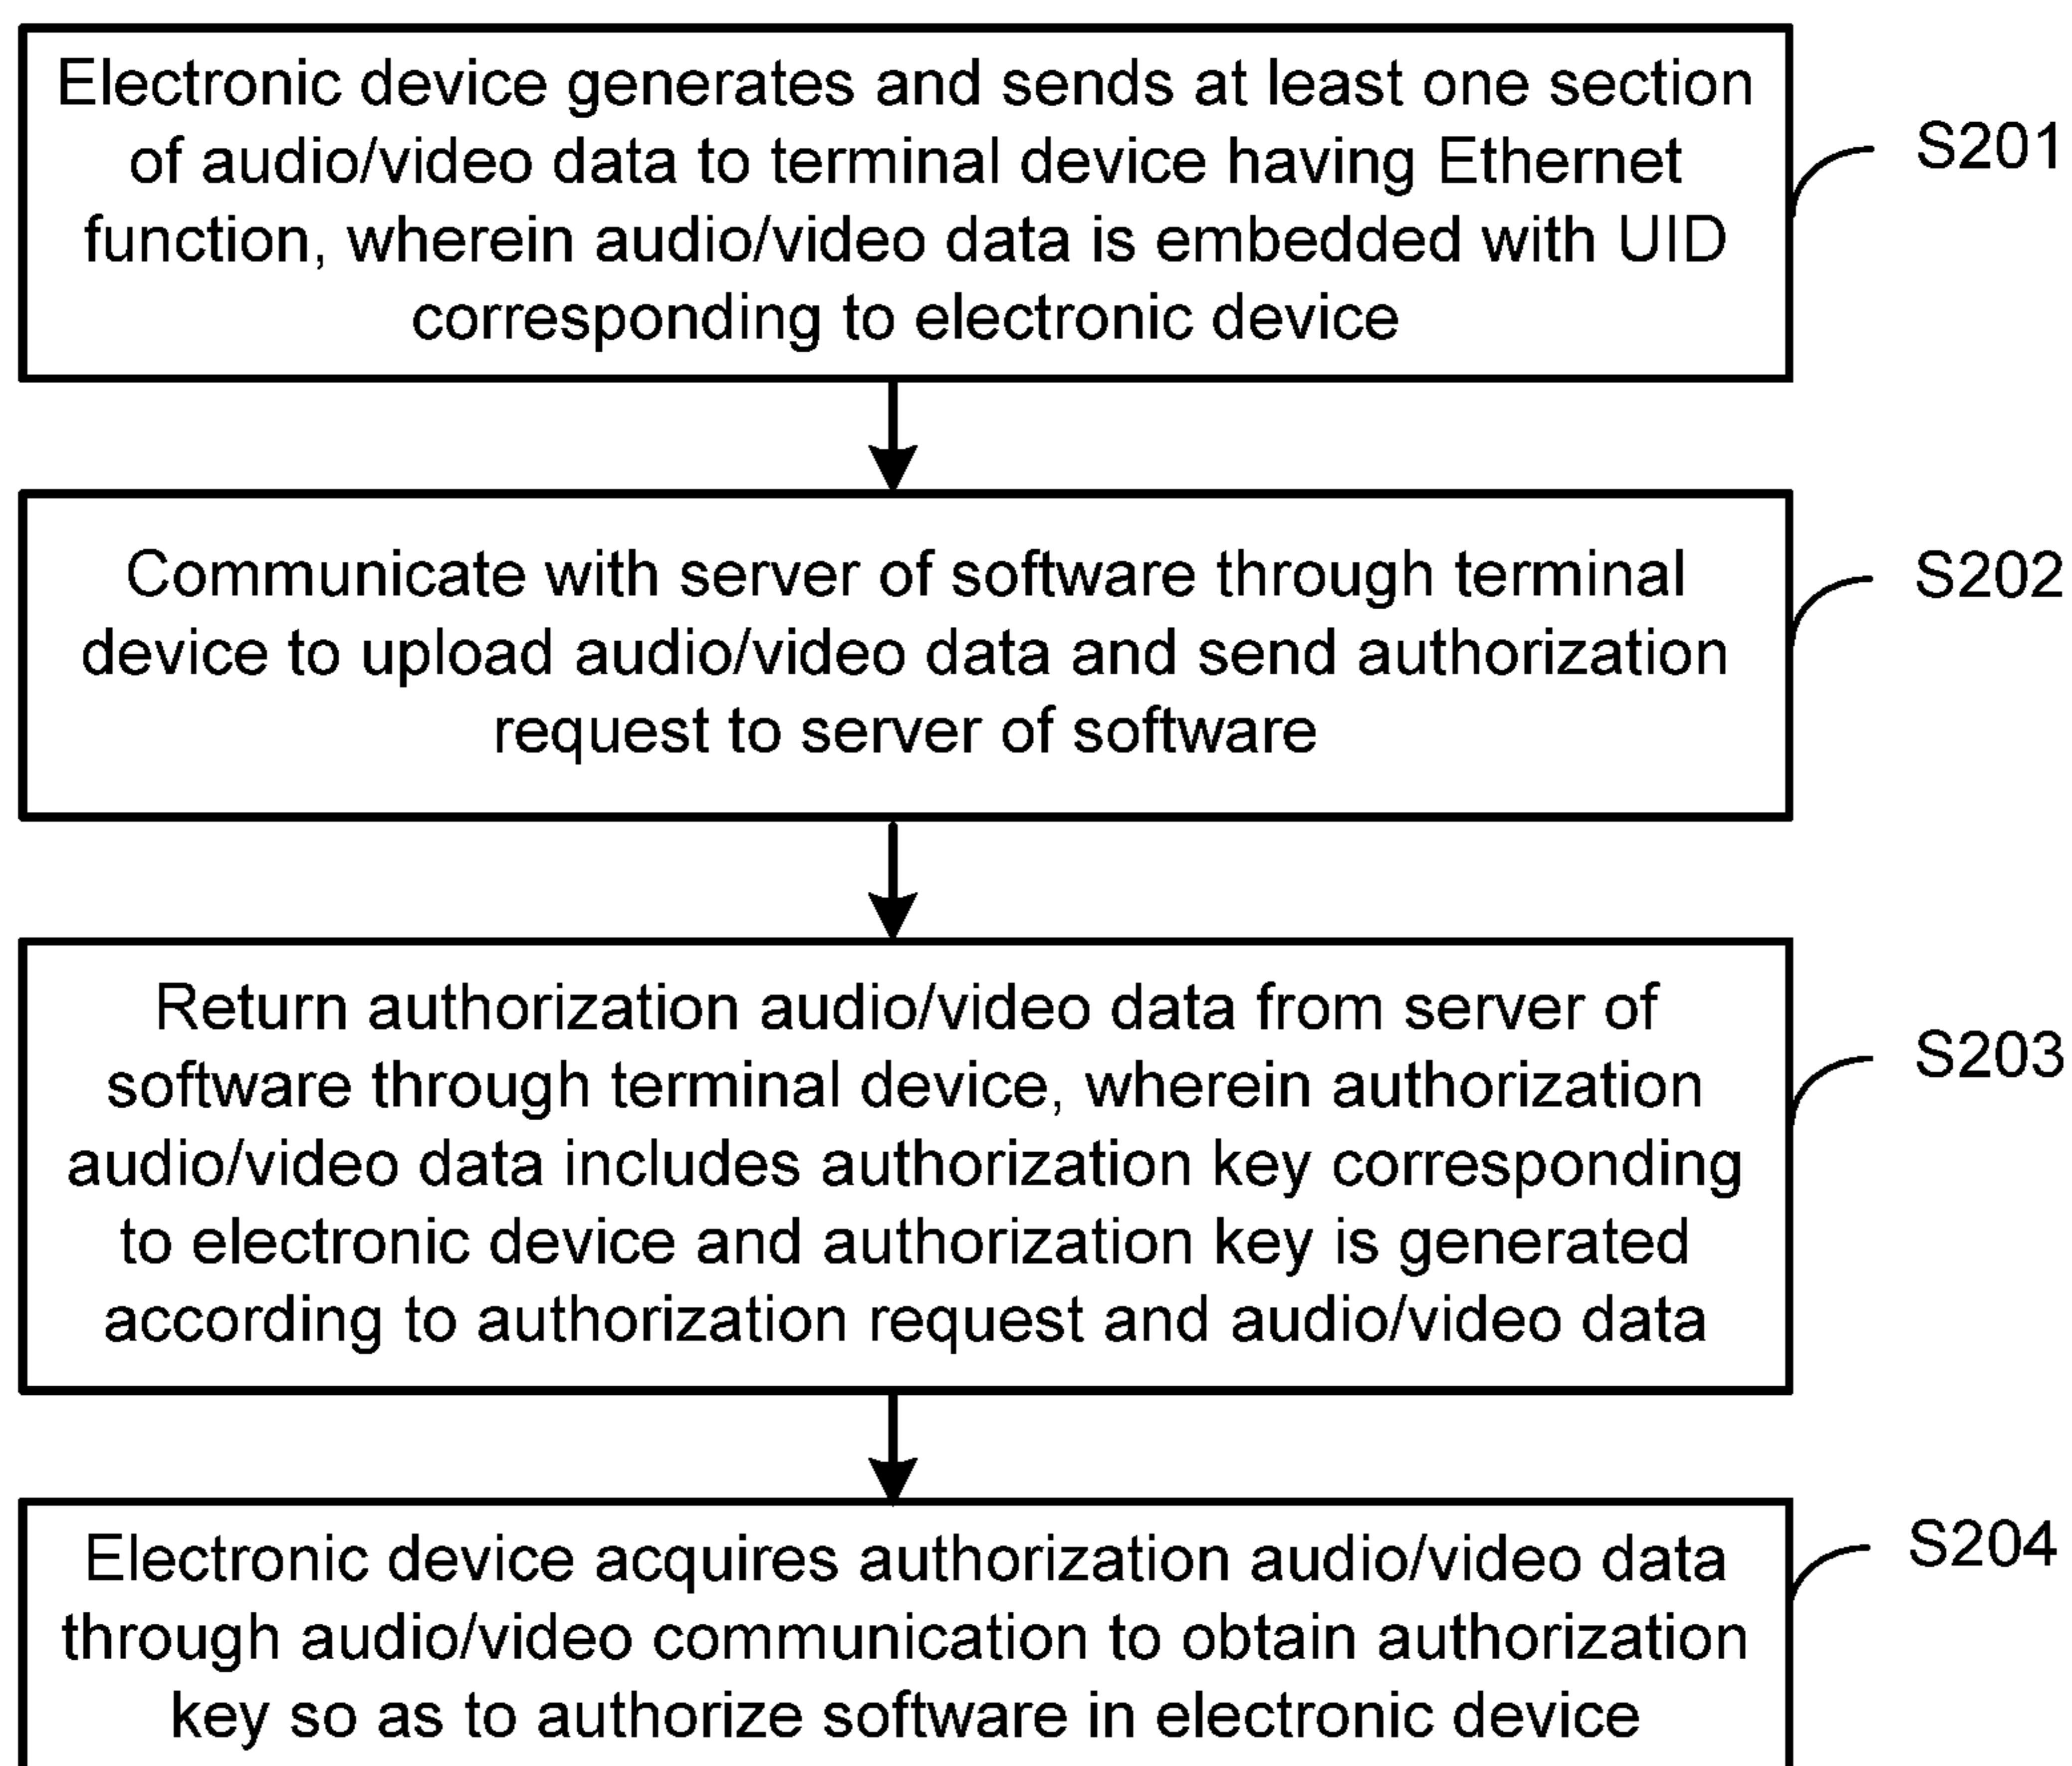 Electronic device generates and sends at least one section
of audio/video data to terminal device having Ethernet
function, wherein audio/video data is embedded with UID
corresponding to electronic device
S201
Communicate with server of software through terminal
device to upload audio/video data and send authorization
request to server of software
S202
Return authorization audio/video data from server of
software through terminal device, wherein authorization
audio/video data includes authorization key corresponding
to electronic device and authorization key is generated
according to authorization request and audio/video data
S203
Electronic device acquires authorization audio/video data
through audio/video communication to obtain authorization
key so as to authorize software in electronic device
S204